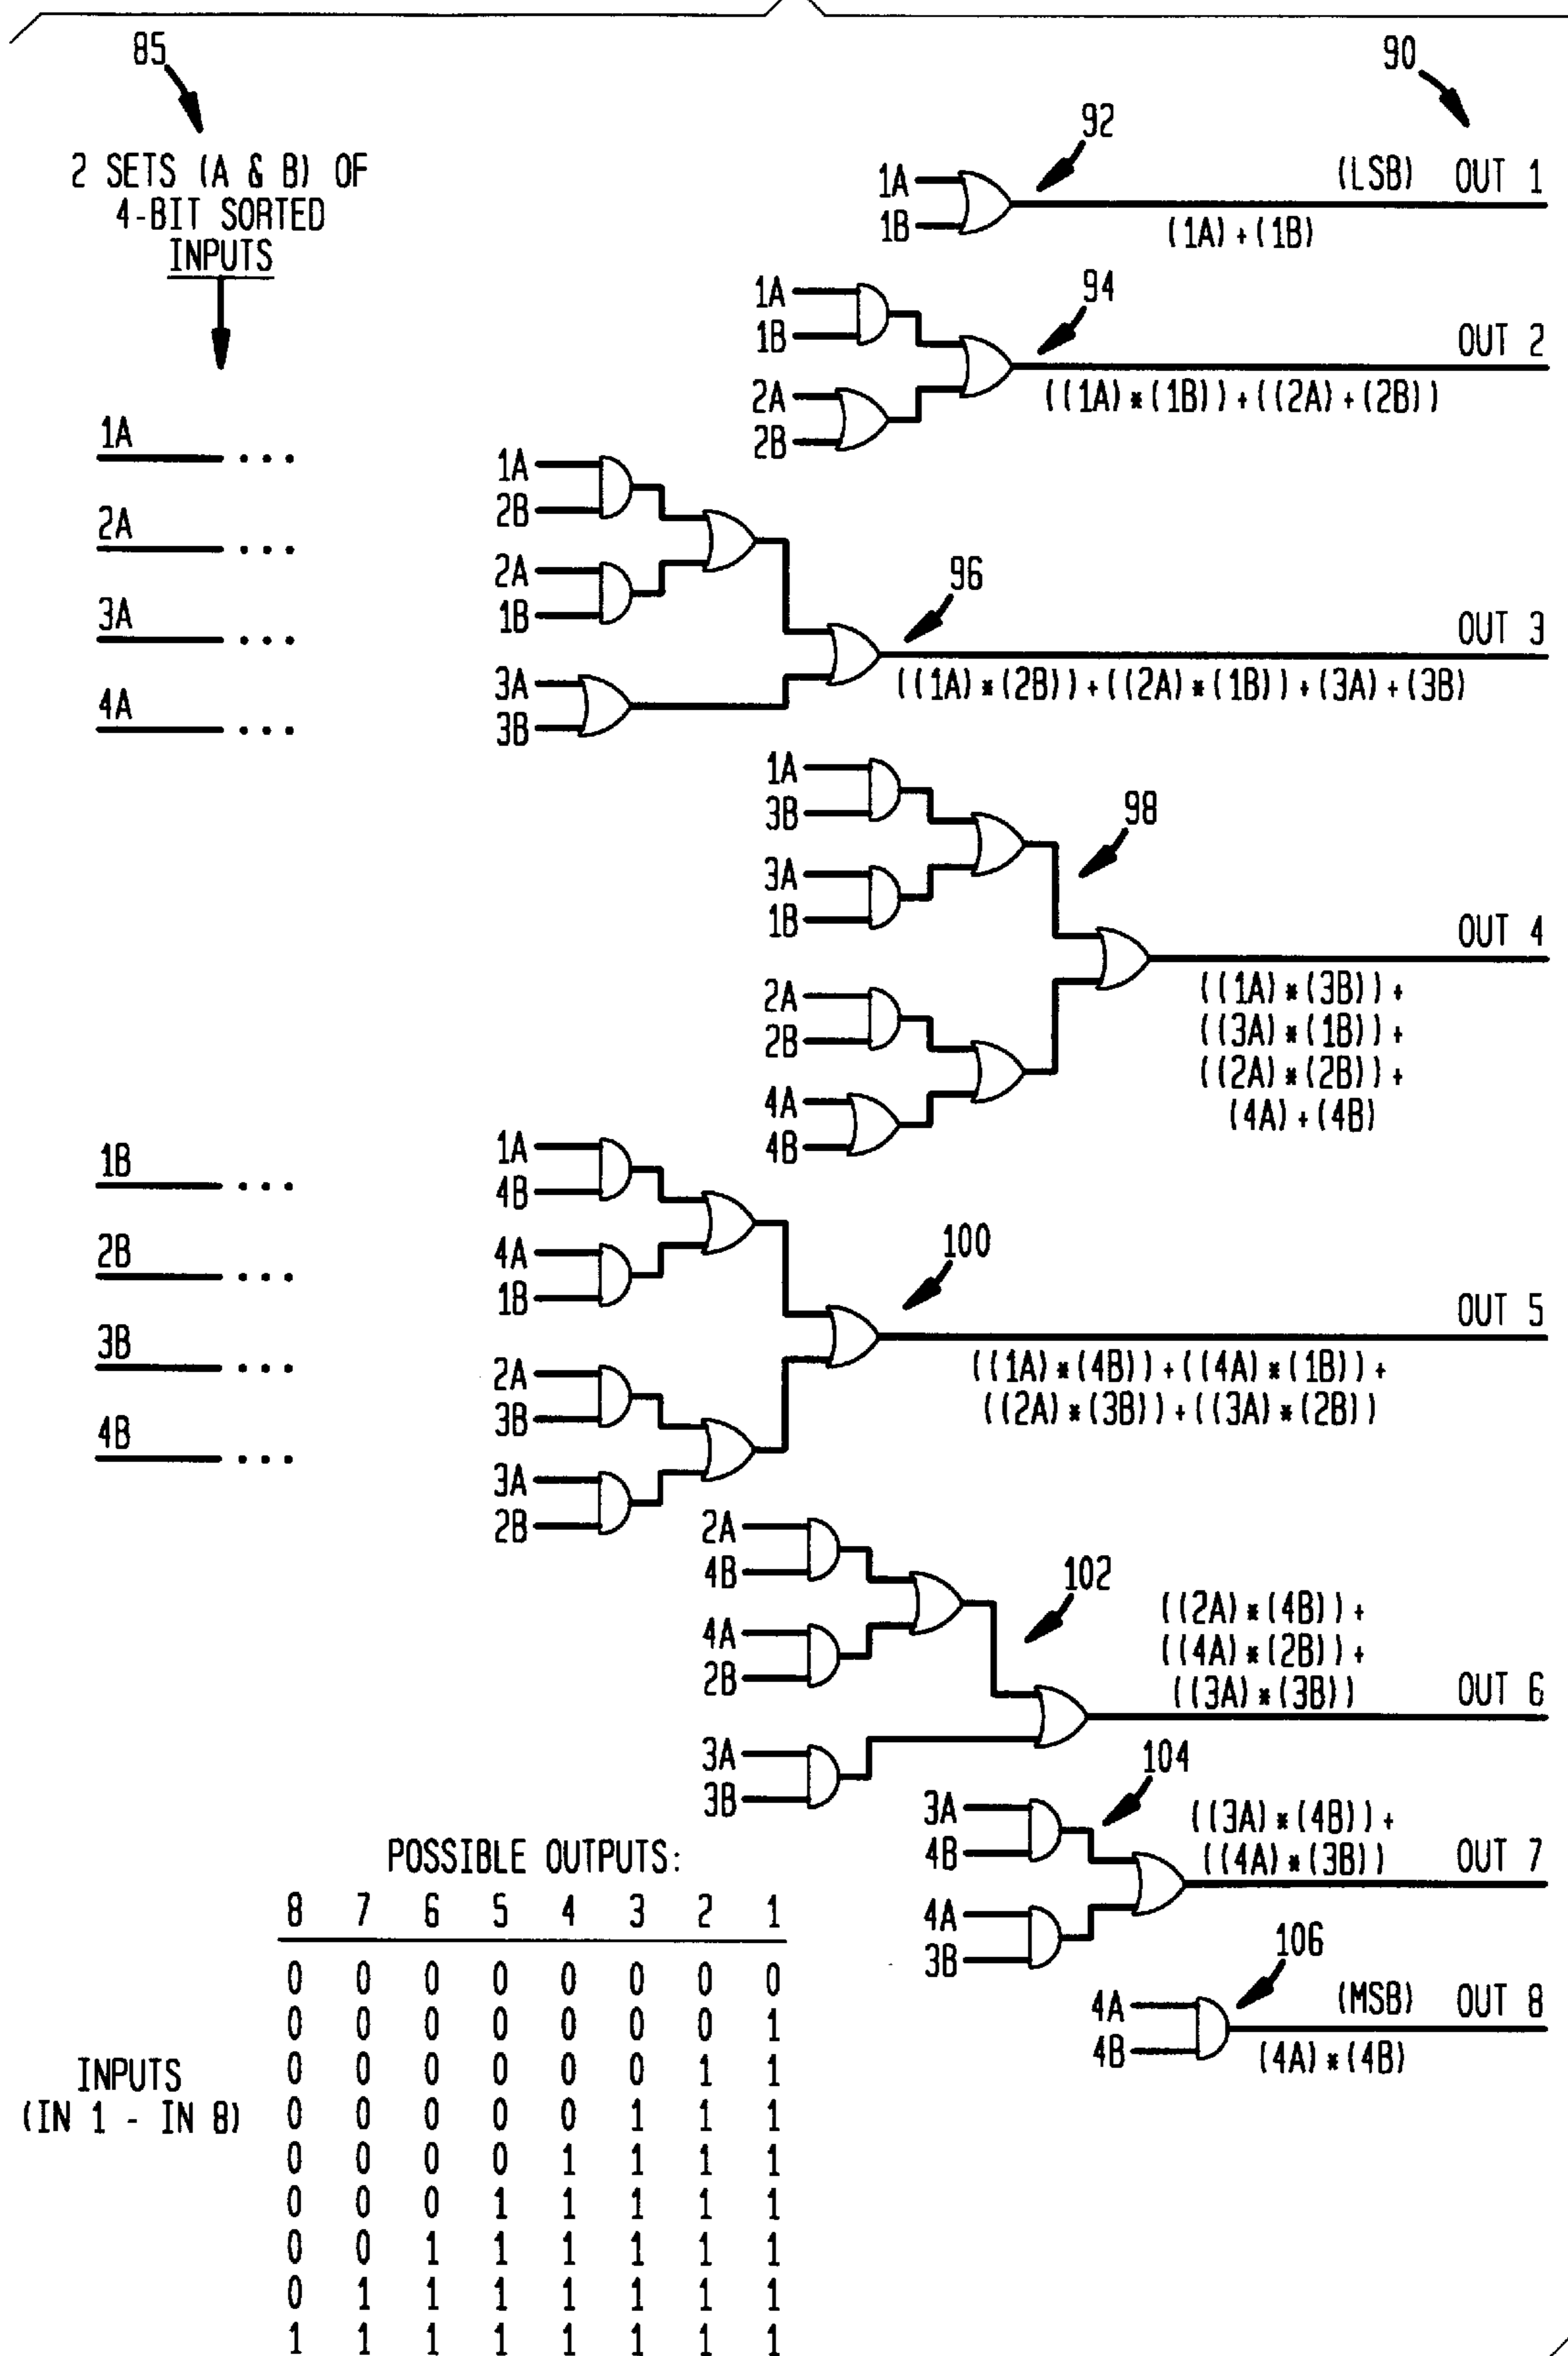 85
2 SETS (A & B) OF
4-BIT SORTED
INPUTS
1A
2A
3A
4A
1B
2B
3B
4B
90
92
1A
1B
(LSB) OUT 1
(1A)+(1B)
94
1A
1B
2A
2B
OUT 2
((1A)*(1B))+((2A)+(2B))
96
1A
2B
2A
1B
3A
3B
OUT 3
((1A)*(2B))+((2A)*(1B))+(3A)+(3B)
98
1A
3B
3A
1B
2A
2B
4A
4B
OUT 4
((1A)*(3B))+
((3A)*(1B))+
((2A)*(2B))+
(4A)+(4B)
100
1A
4B
4A
1B
2A
3B
3A
2B
OUT 5
((1A)*(4B))+((4A)*(1B))+
((2A)*(3B))+((3A)*(2B))
102
2A
4B
4A
2B
3A
3B
((2A)*(4B))+
((4A)*(2B))+
((3A)*(3B))
OUT 6
104
3A
4B
4A
3B
((3A)*(4B))+
((4A)*(3B))
OUT 7
106
4A
4B
(MSB) OUT 8
(4A)*(4B)
POSSIBLE OUTPUTS:
8 7 6 5 4 3 2 1
0 0 0 0 0 0 0 0
0 0 0 0 0 0 0 1
0 0 0 0 0 0 1 1
0 0 0 0 0 1 1 1
0 0 0 0 1 1 1 1
0 0 0 1 1 1 1 1
0 0 1 1 1 1 1 1
0 1 1 1 1 1 1 1
1 1 1 1 1 1 1 1
INPUTS
(IN 1 - IN 8)